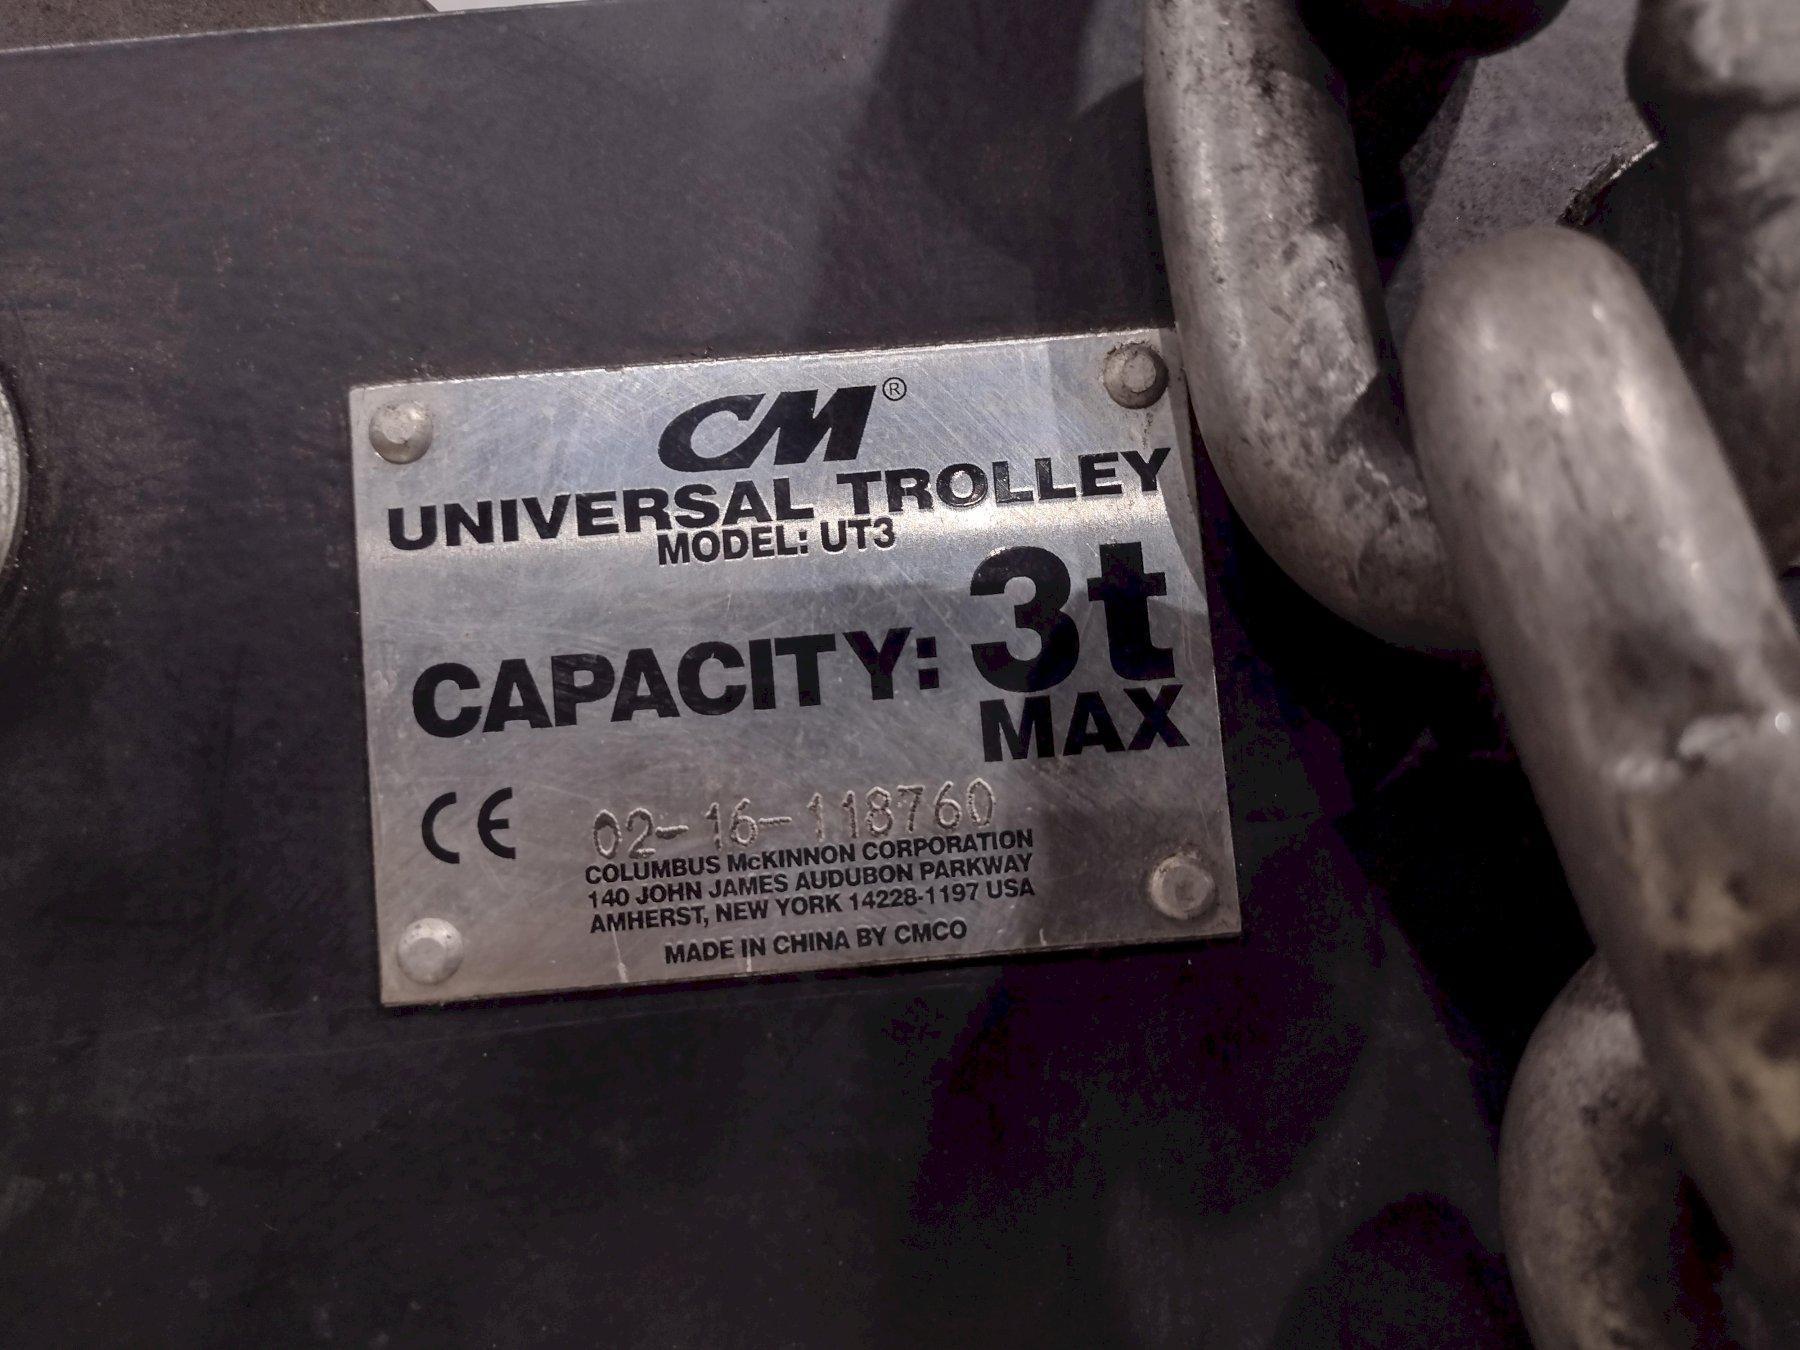 CM®
UNIVERSAL TROLLEY
MODEL: UT3
CAPACITY: 3t
MAX
CE 02-16-118760
COLUMBUS McKINNON CORPORATION
140 JOHN JAMES AUDUBON PARKWAY
AMHERST, NEW YORK 14228-1197 USA
MADE IN CHINA BY CMCO